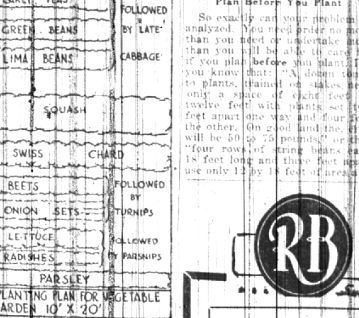 FOLLOWED
GREEN BEANS
BY LATE
LIMA BEANS
CABBAGE
SQUASH
SWISS CHARD
BEETS
FOLLOWED
BY
ONION SETS
TURNIPS
LETTUCE
FOLLOWED
RADISHES
BY PARSNIPS
PARSLEY
PLANTING PLAN FOR VEGETABLE
GARDEN 10' X 20'
Plan Before You Plant
So exactly can your problem
analyzed. You need order no
than you need or undertake
than you will be able to care
if you plan before you plant.
you know that: "A dozen
to plants, trained on stakes
only a space of eight feet
twelve feet with plants set
feet apart one way and four
the other. On good land the
will be 50 to 75 pounds," or
"four rows of string beans
18 feet long and three feet
use only 12 by 18 feet of area
RB